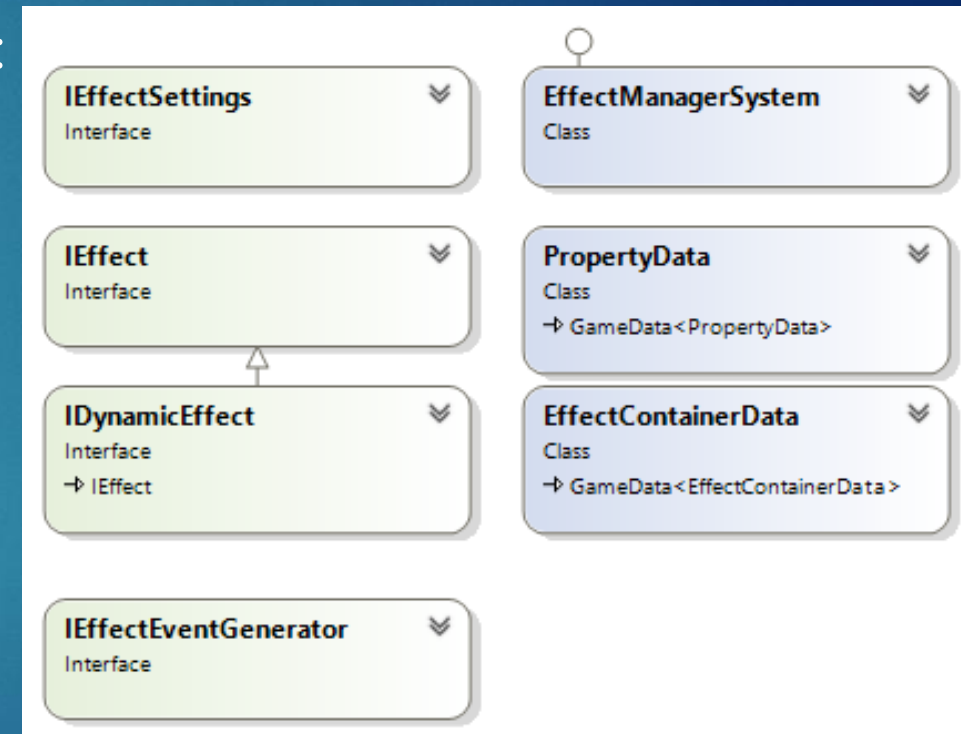 :
IEffectSettings
Interface
IEffect
Interface
IDynamicEffect
Interface
IEffect
IEffectEventGenerator
Interface
EffectManagerSystem
Class
PropertyData
Class
GameData<PropertyData>
EffectContainerData
Class
GameData<EffectContainerData>